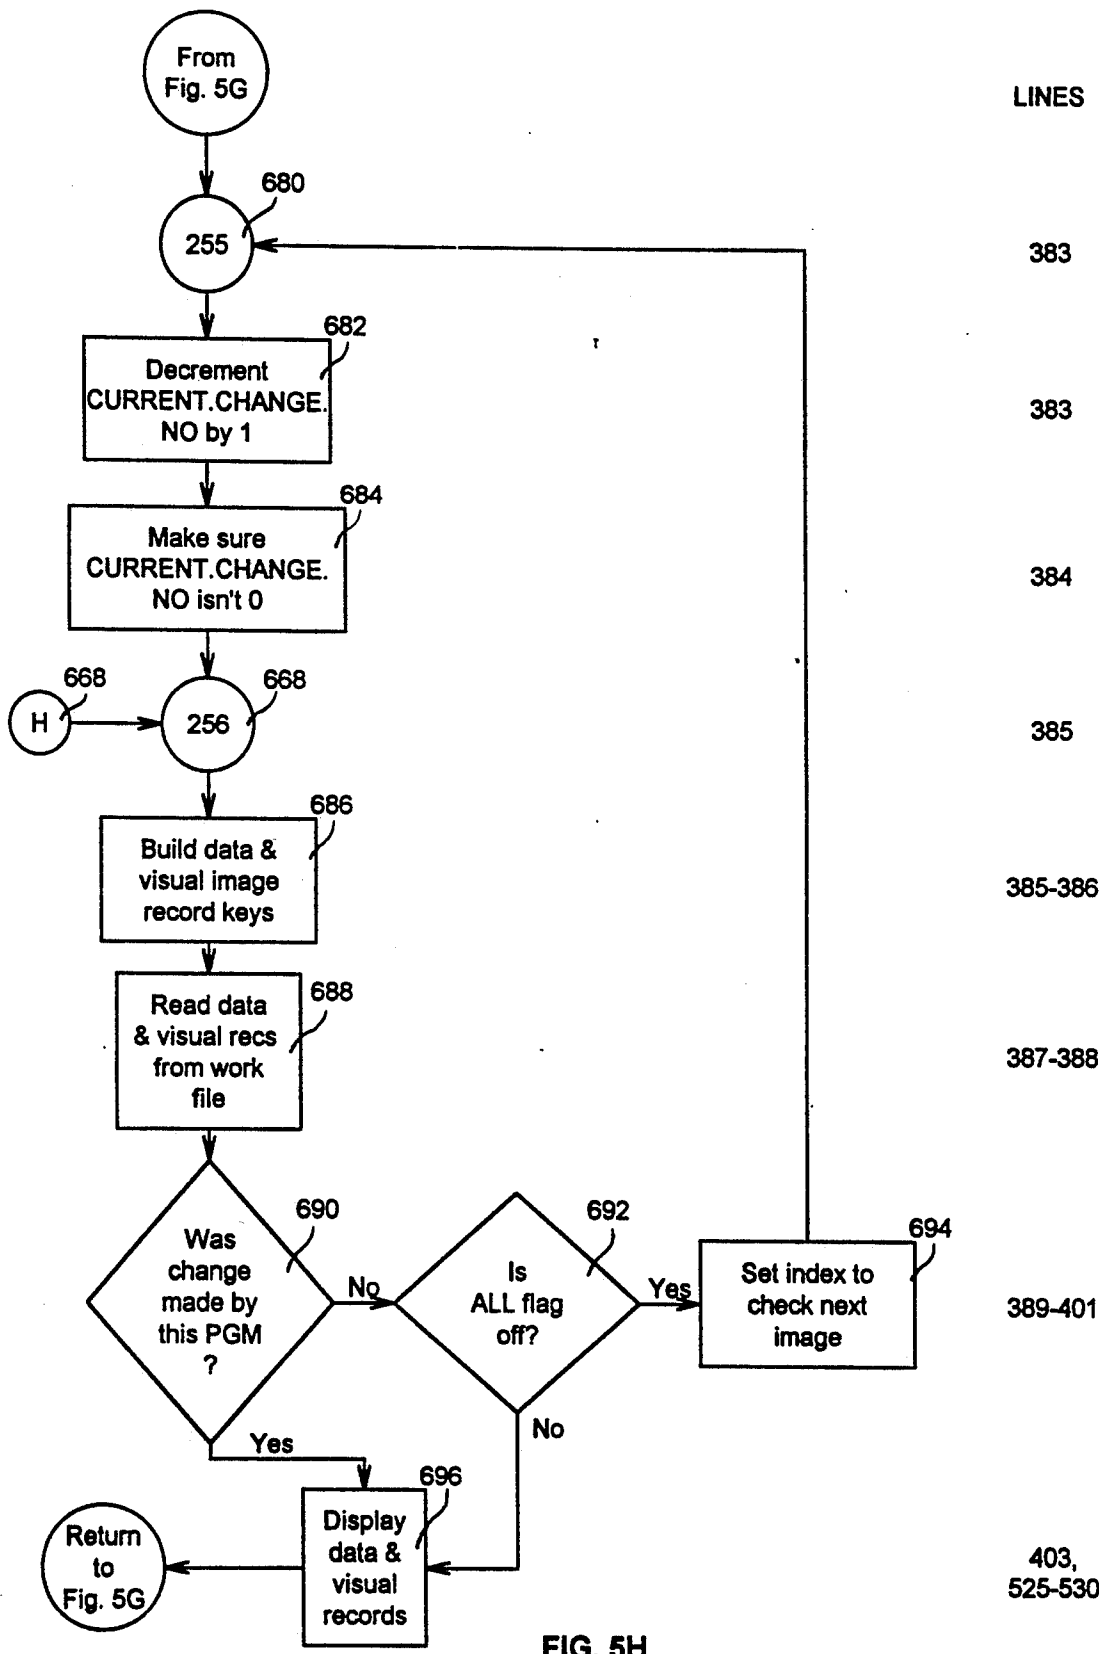 From
Fig. 5G
LINES
680
255
383
682
Decrement
CURRENT.CHANGE.
NO by 1
383
684
Make sure
CURRENT.CHANGE.
NO isn't 0
384
668
H
668
256
385
686
Build data &
visual image
record keys
385-386
688
Read data
& visual recs
from work
file
387-388
690
Was
change
made by
this PGM
?
No
692
Is
ALL flag
off?
Yes
694
Set index to
check next
image
389-401
Yes
No
696
Display
data &
visual
records
Return
to
Fig. 5G
403,
525-530
FIG. 5H